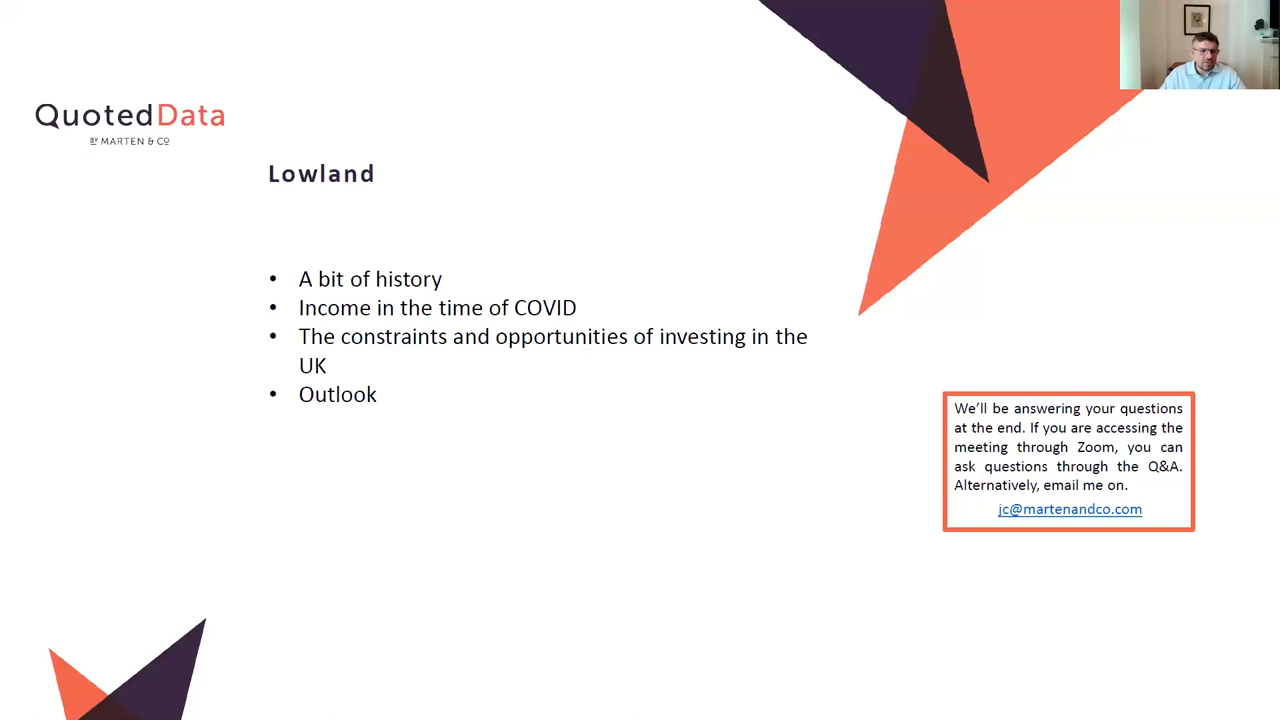 QuotedData
BY MARTEN & CO
Lowland
• A bit of history
• Income in the time of COVID
• The constraints and opportunities of investing in the
UK
• Outlook
We’ll be answering your questions
at the end. If you are accessing the
meeting through Zoom, you can
ask questions through the Q&A.
Alternatively, email me on.
jc@martenandco.com